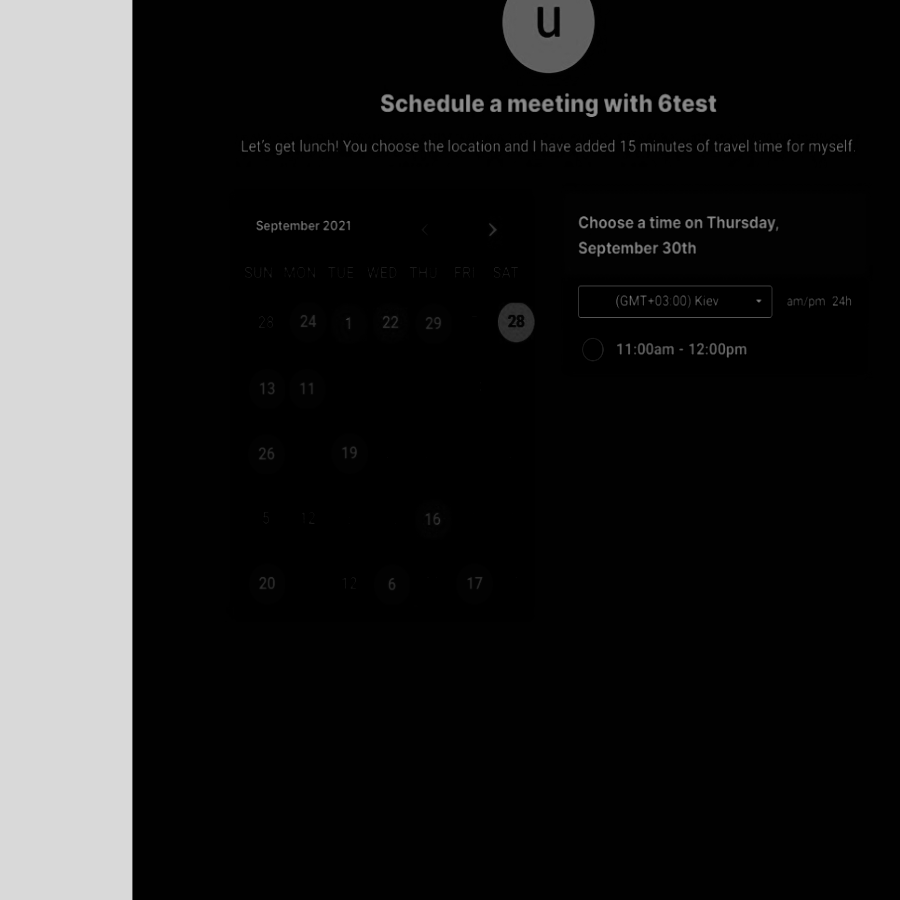 u
Schedule a meeting with 6test
Let's get lunch! You choose the location and I have added 15 minutes of travel time for myself.
September 2021
SUN MON TUE WED THU FRI SAT
28 24 1 22 29 28
13 11
26 19
5 12 16
20 12 6 17
Choose a time on Thursday,
September 30th
(GMT+03:00) Kiev am/pm 24h
11:00am - 12:00pm